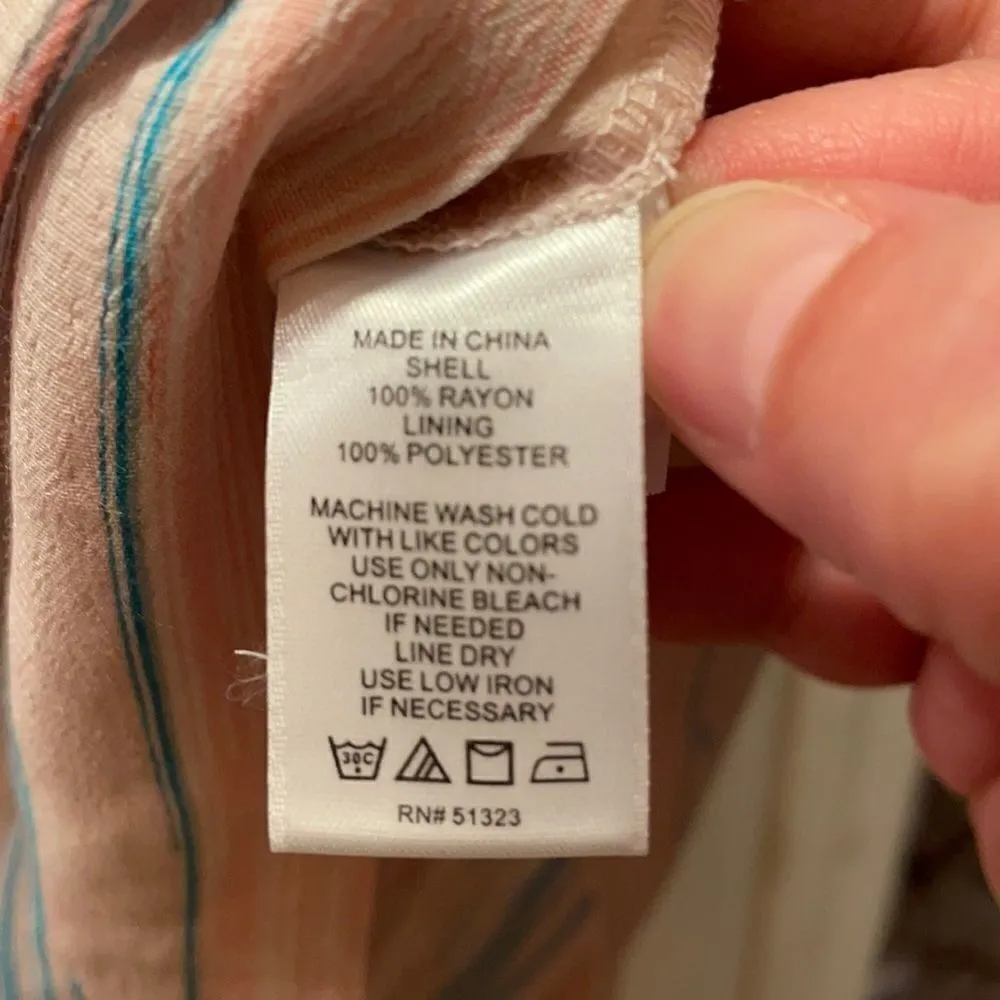 MADE IN CHINA
SHELL
100% RAYON
LINING
100% POLYESTER
MACHINE WASH COLD
WITH LIKE COLORS
USE ONLY NON-
CHLORINE BLEACH
IF NEEDED
LINE DRY
USE LOW IRON
IF NECESSARY
30C
RN# 51323